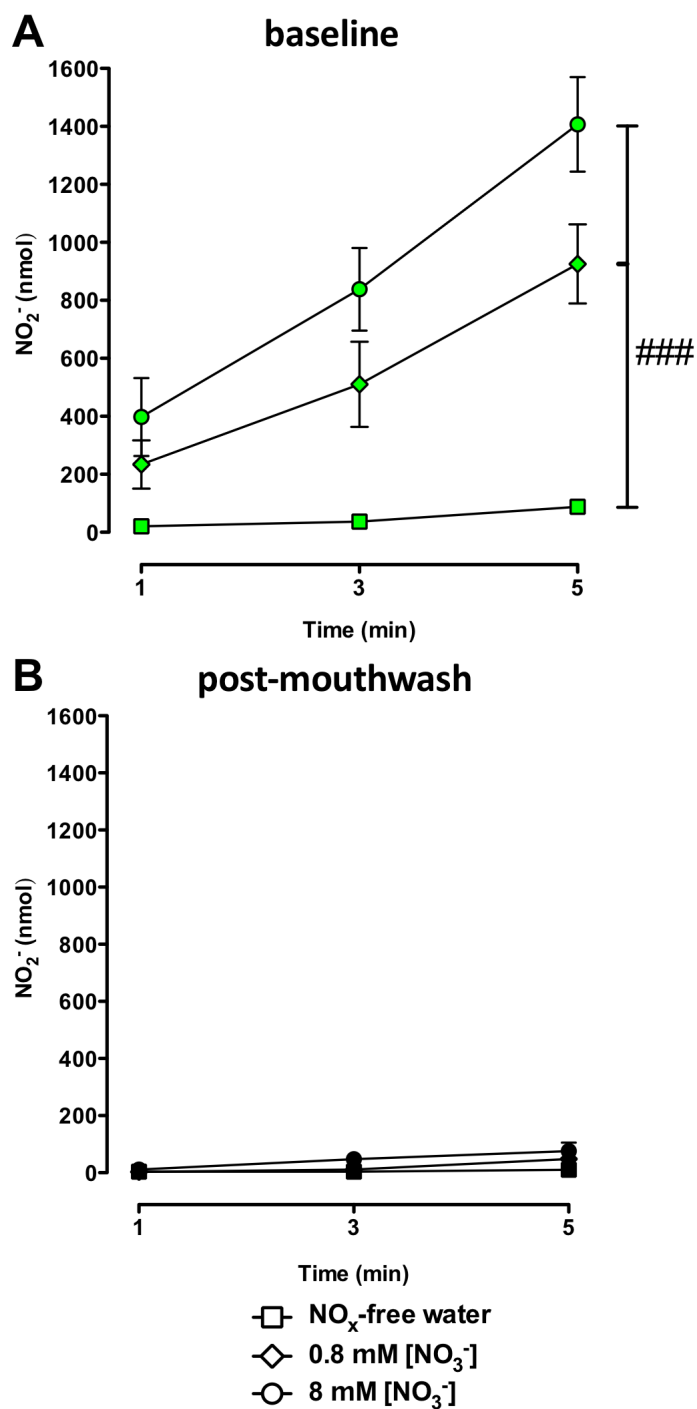 A baseline
1600
1400
1200
1000
800
600
400
200
0
NO₂⁻ (nmol)
###
1 3 5
Time (min)
B post-mouthwash
1600
1400
1200
1000
800
600
400
200
0
NO₂⁻ (nmol)
1 3 5
Time (min)
NOₓ-free water
0.8 mM [NO₃⁻]
8 mM [NO₃⁻]